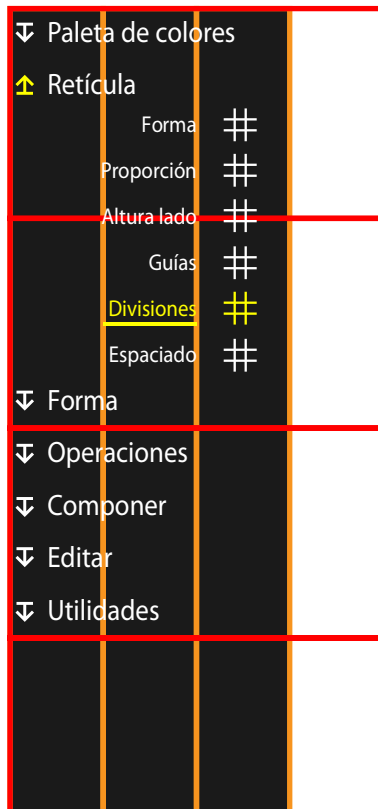 Paleta de colores
Retícula
Forma
Proporción
Altura lado
Guías
Divisiones
Espaciado
Forma
Operaciones
Componer
Editar
Utilidades